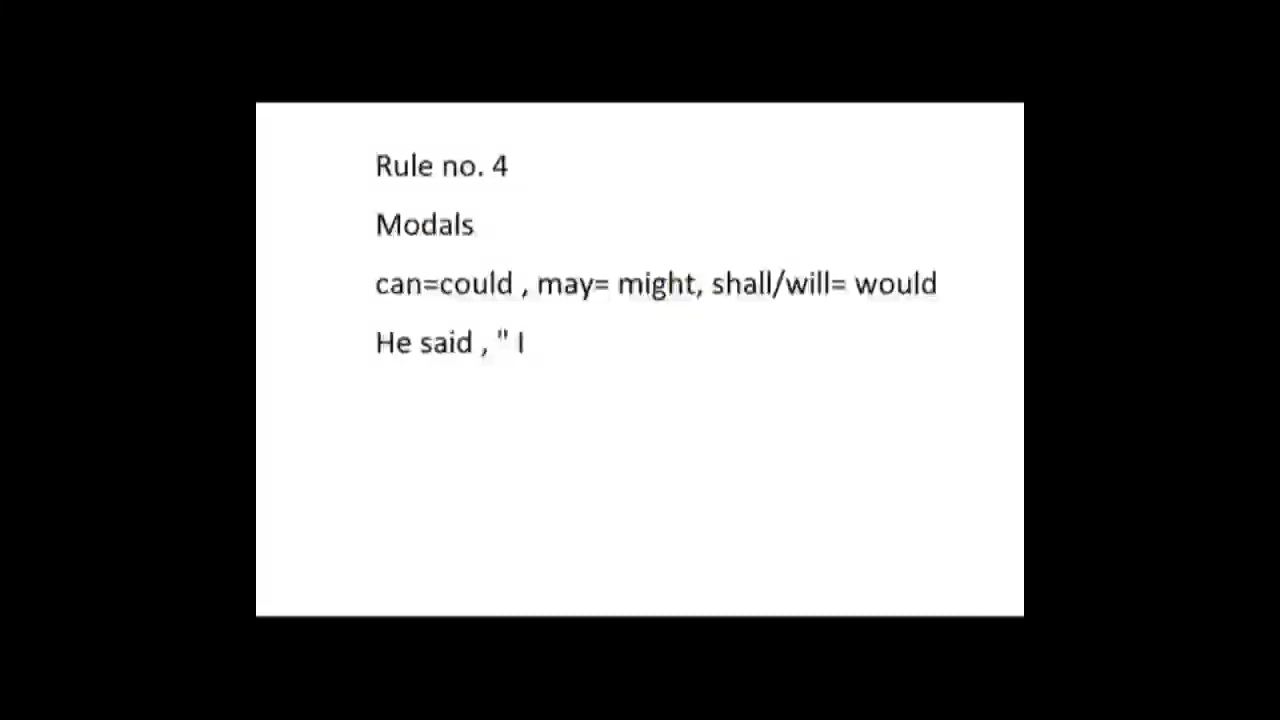 Rule no. 4
Modals
can=could , may= might, shall/will= would
He said , " I